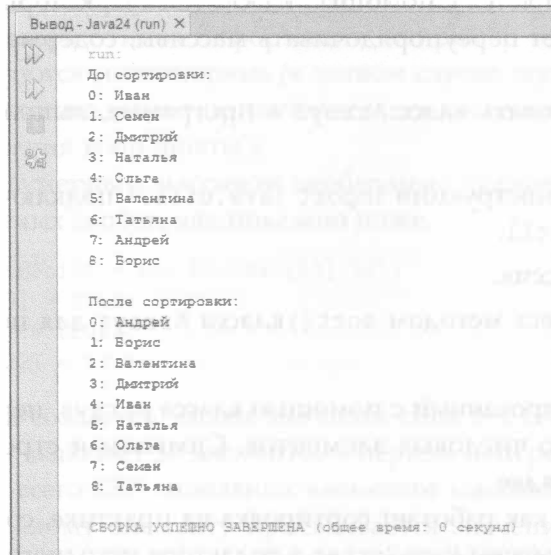 Вывод - Java24 (run) ×
run:
До сортировки:
0: Иван
1: Семен
2: Дмитрий
3: Наталья
4: Ольга
5: Валентина
6: Татьяна
7: Андрей
8: Борис
После сортировки:
0: Андрей
1: Борис
2: Валентина
3: Дмитрий
4: Иван
5: Наталья
6: Ольга
7: Семен
8: Татьяна
СБОРКА УСПЕШНО ЗАВЕРШЕНА (общее время: 0 секунд)